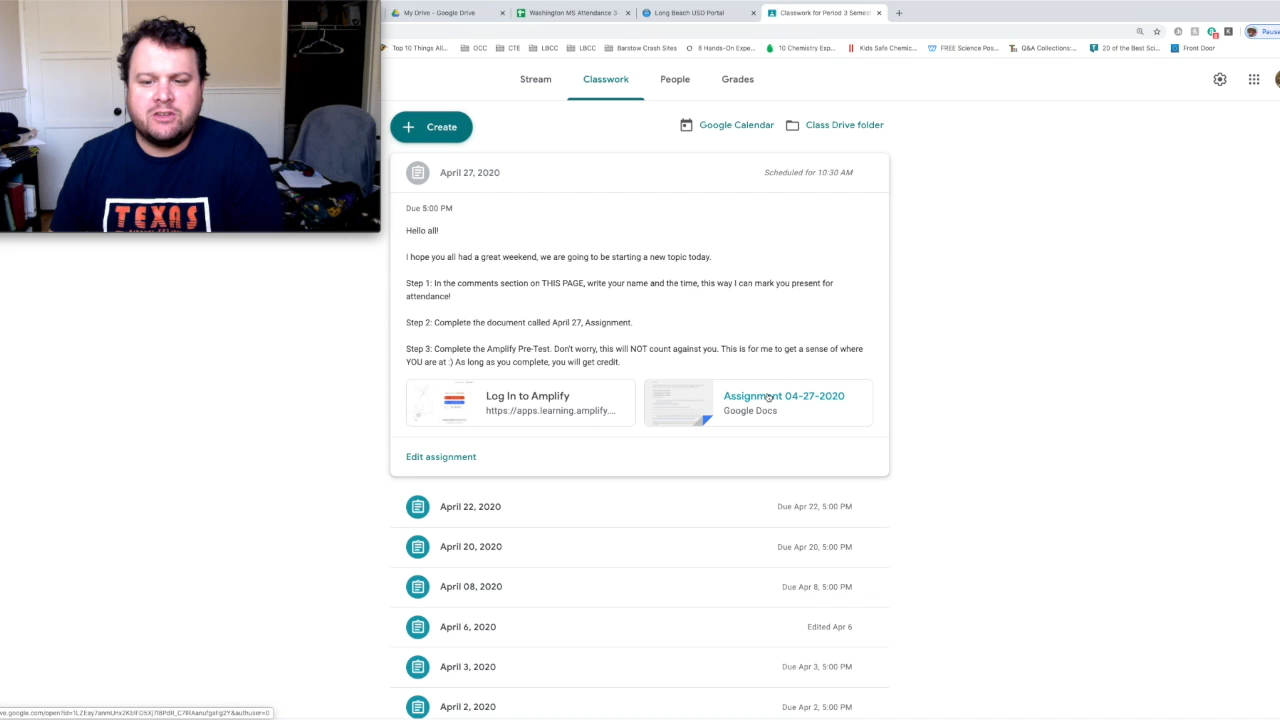 My Drive - Google Drive
Washington MS Attendance 3-
Long Beach USD Portal
Classwork for Period 3 Semes
Top 10 Things All...
OCC
CTE
LBCC
LBCC
Barstow Crash Sites
8 Hands-On Expe...
10 Chemistry Exp...
Kids Safe Chemic...
FREE Science Pos...
Q&A Collections:...
20 of the Best Sci...
Front Door
Stream
Classwork
People
Grades
Create
Google Calendar
Class Drive folder
April 27, 2020
Scheduled for 10:30 AM
Due 5:00 PM
Hello all!
I hope you all had a great weekend, we are going to be starting a new topic today.
Step 1: In the comments section on THIS PAGE, write your name and the time, this way I can mark you present for
attendance!
Step 2: Complete the document called April 27, Assignment.
Step 3: Complete the Amplify Pre-Test. Don't worry, this will NOT count against you. This is for me to get a sense of where
YOU are at :) As long as you complete, you will get credit.
Log In to Amplify
https://apps.learning.amplify....
Assignment 04-27-2020
Google Docs
Edit assignment
April 22, 2020
Due Apr 22, 5:00 PM
April 20, 2020
Due Apr 20, 5:00 PM
April 08, 2020
Due Apr 8, 5:00 PM
April 6, 2020
Edited Apr 6
April 3, 2020
Due Apr 3, 5:00 PM
April 2, 2020
Due Apr 2, 5:00 PM
TEXAS